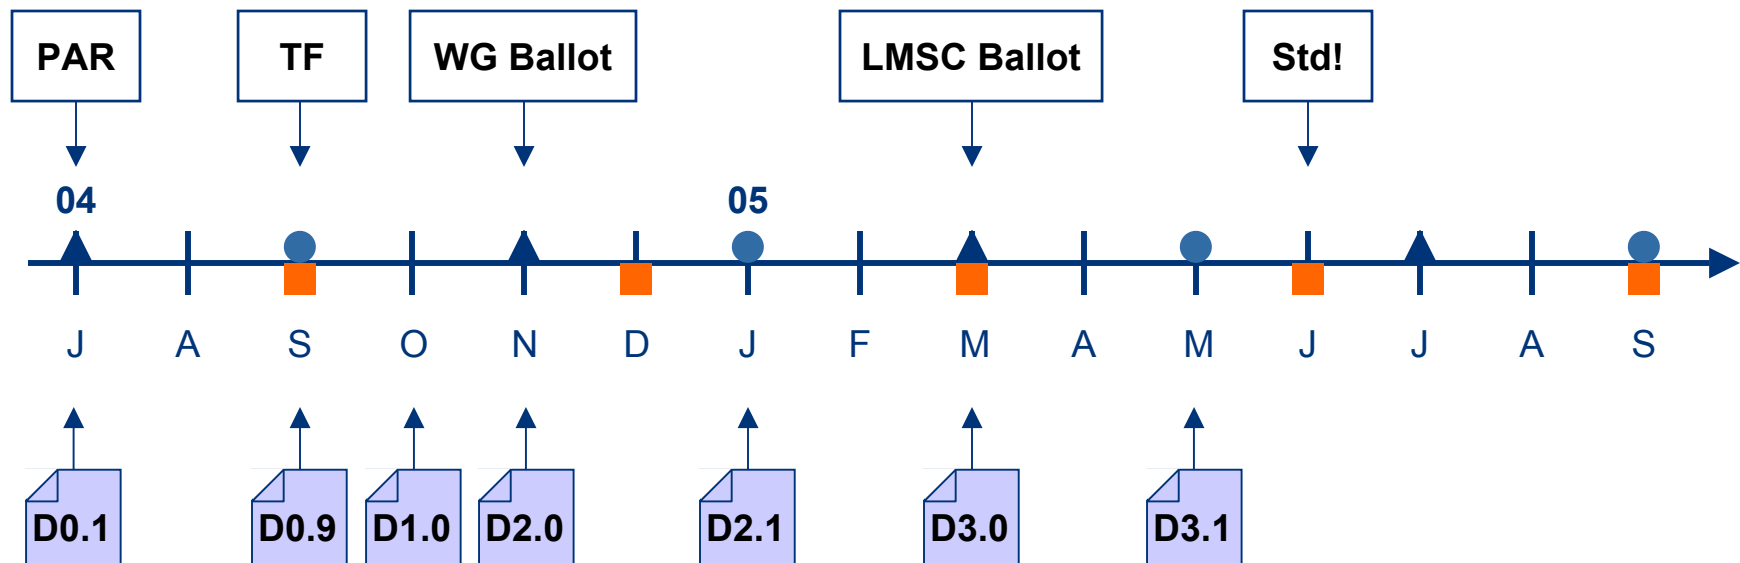 PAR TF WG Ballot LMSC Ballot Std!
04 05
J A S O N D J F M A M J J A S
D0.1 D0.9 D1.0 D2.0 D2.1 D3.0 D3.1